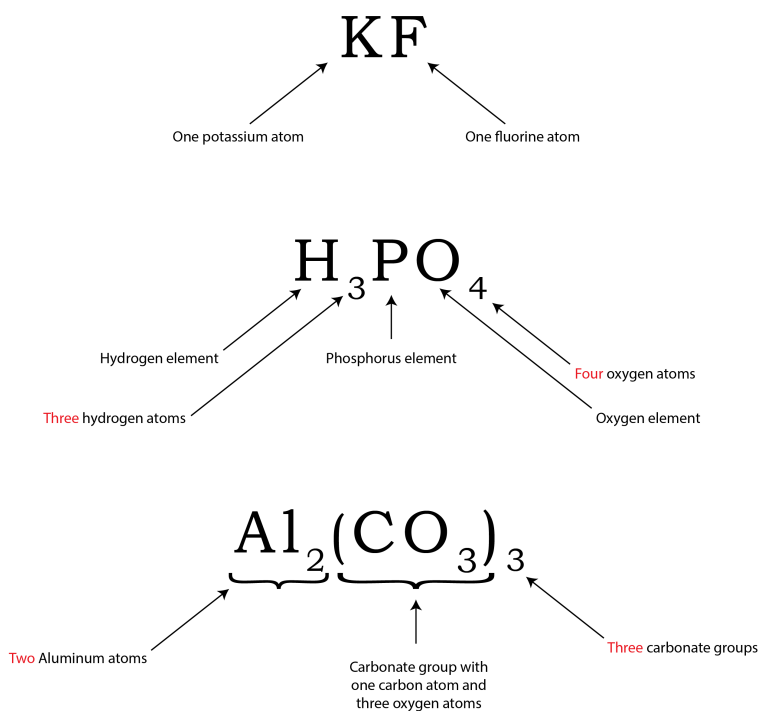 KF
One potassium atom
One fluorine atom
H₃PO₄
Hydrogen element
Phosphorus element
Four oxygen atoms
Three hydrogen atoms
Oxygen element
Al₂(CO₃)₃
Two Aluminum atoms
Three carbonate groups
Carbonate group with
one carbon atom and
three oxygen atoms